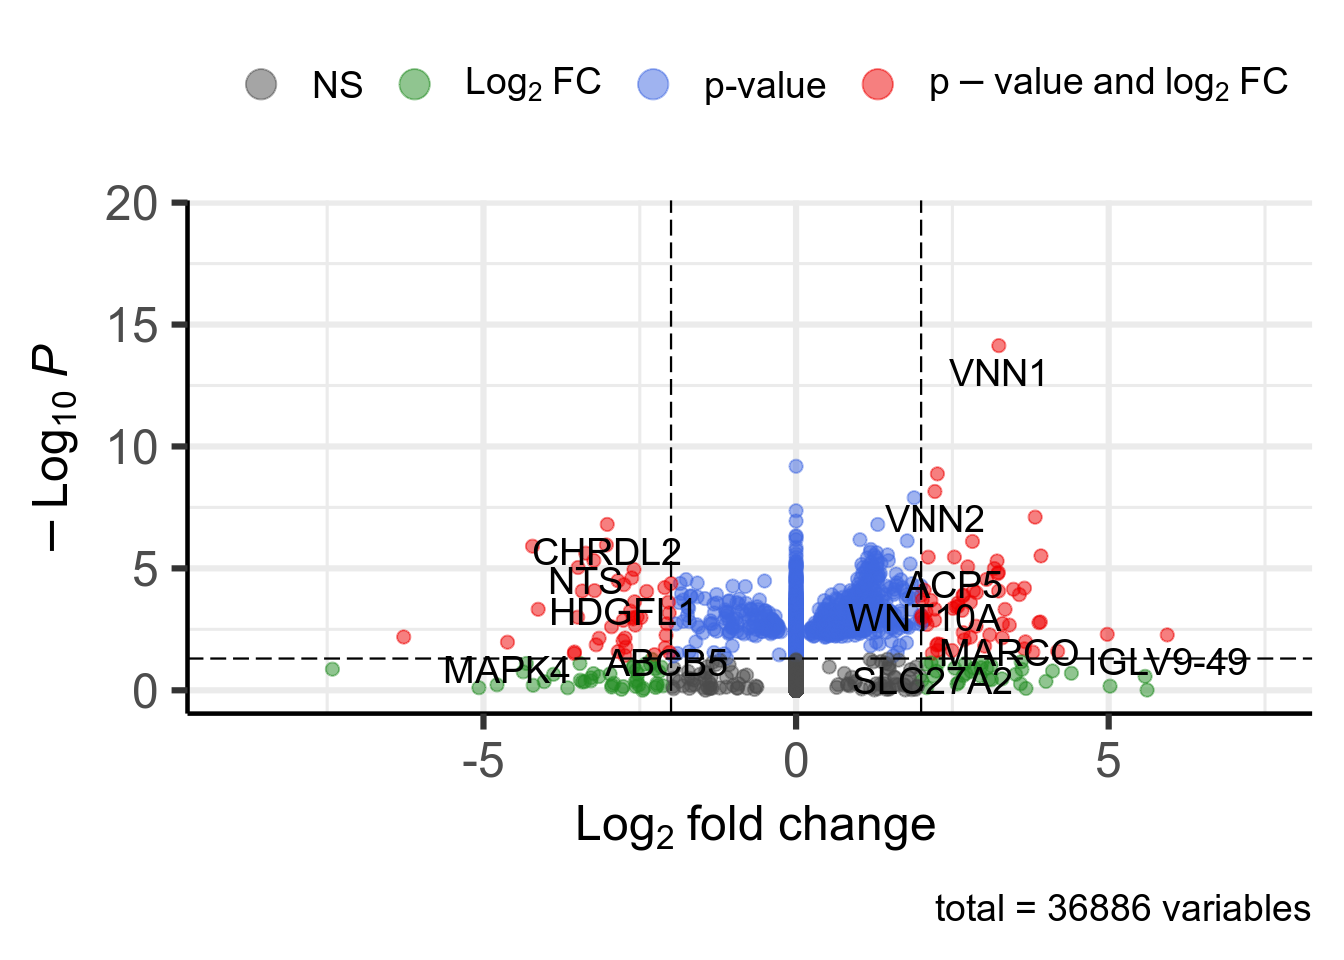 NS Log₂ FC p-value p − value and log₂ FC
20
15
10
5
0
− Log₁₀ P
VNN1
VNN2
CHRDL2
NTS
ACP5
HDGFL1
WNT10A
MARCO
ABCB5
IGLV9-49
MAPK4
SLC27A2
-5 0 5
Log₂ fold change
total = 36886 variables